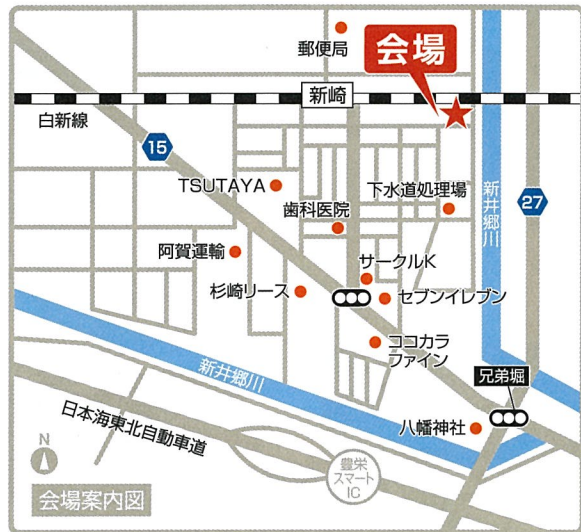 郵便局
会場
新崎
白新線
15
TSUTAYA
下水道処理場
歯科医院
新井郷川
27
阿賀運輸
サークルK
杉崎リース
セブンイレブン
ココカラ
ファイン
新井郷川
兄弟堀
日本海東北自動車道
八幡神社
N
豊栄
スマート
IC
会場案内図